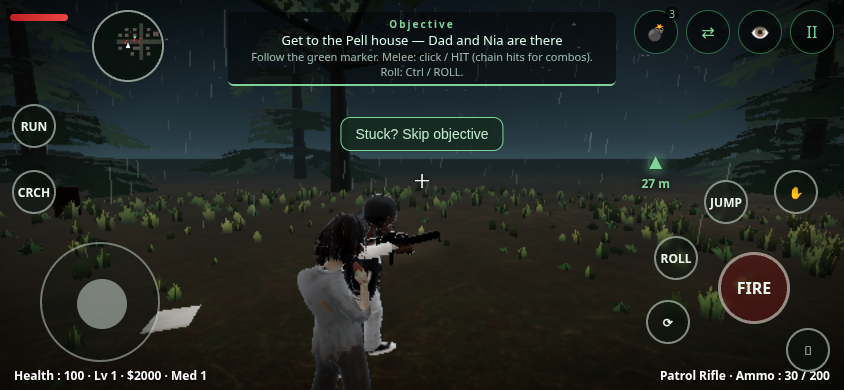 Objective
Get to the Pell house — Dad and Nia are there
Follow the green marker. Melee: click / HIT (chain hits for combos).
Roll: Ctrl / ROLL.
3
II
Stuck? Skip objective
RUN
CRCH
27 m
JUMP
ROLL
FIRE
Health : 100 · Lv 1 · $2000 · Med 1
Patrol Rifle · Ammo : 30 / 200